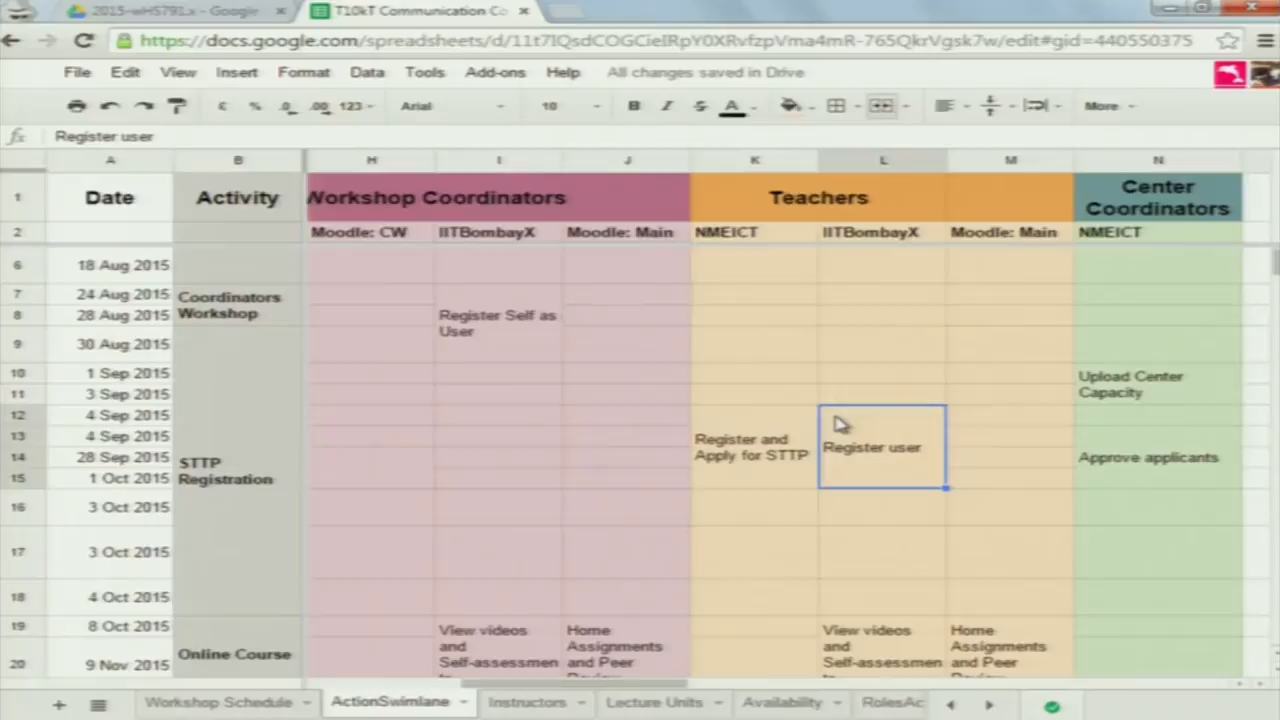 2015-wHS791.x - Google
T10kT Communication Co
https://docs.google.com/spreadsheets/d/11t7lQsdCOGCieIRpY0XRvfzpVma4mR-765QkrVgsk7w/edit#gid=440550375
File Edit View Insert Format Data Tools Add-ons Help All changes saved in Drive
£ % .0 .00 123 Arial 10 B I S A More
fx Register user
A B H I J K L M N
1 Date Activity Workshop Coordinators Teachers Center Coordinators
2 Moodle: CW IITBombayX Moodle: Main NMEICT IITBombayX Moodle: Main NMEICT
6 18 Aug 2015
7 24 Aug 2015 Coordinators Workshop
8 28 Aug 2015 Register Self as User
9 30 Aug 2015
10 1 Sep 2015 Upload Center Capacity
11 3 Sep 2015
12 4 Sep 2015
13 4 Sep 2015 Register and Apply for STTP Register user
14 28 Sep 2015 STTP Registration Approve applicants
15 1 Oct 2015
16 3 Oct 2015
17 3 Oct 2015
18 4 Oct 2015
19 8 Oct 2015 View videos and Self-assessmen Home Assignments and Peer View videos and Self-assessmen Home Assignments and Peer
20 9 Nov 2015 Online Course
Workshop Schedule ActionSwimlane Instructors Lecture Units Availability RolesAc